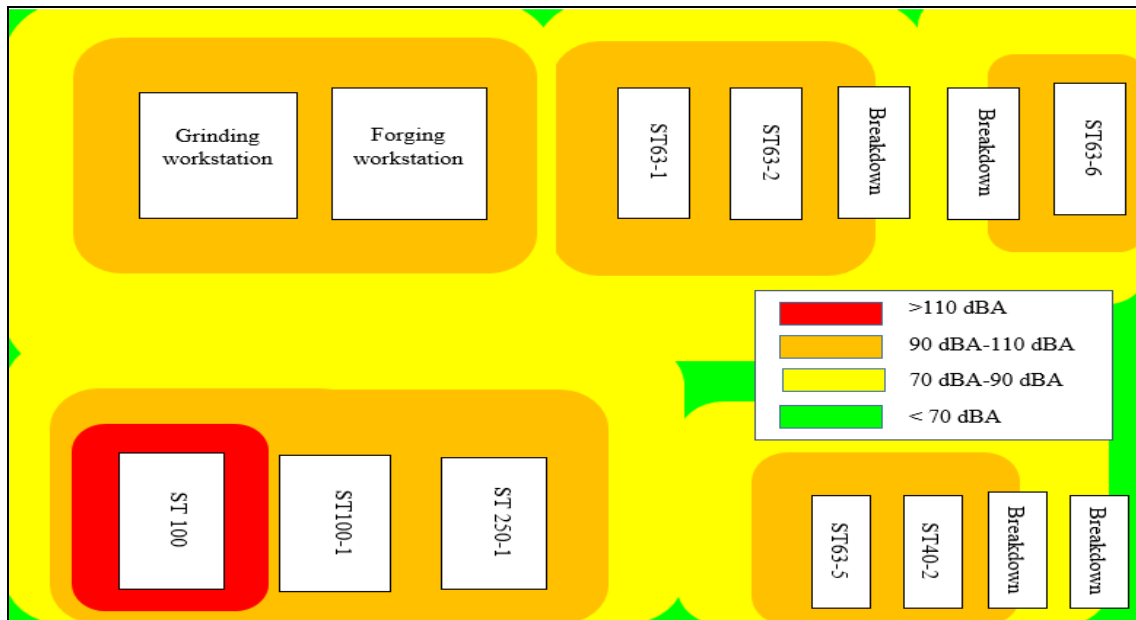 Grinding
workstation
Forging
workstation
ST63-1
ST63-2
Breakdown
Breakdown
ST63-6
>110 dBA
90 dBA-110 dBA
70 dBA-90 dBA
< 70 dBA
ST 100
ST100-1
ST 250-1
ST63-5
ST40-2
Breakdown
Breakdown